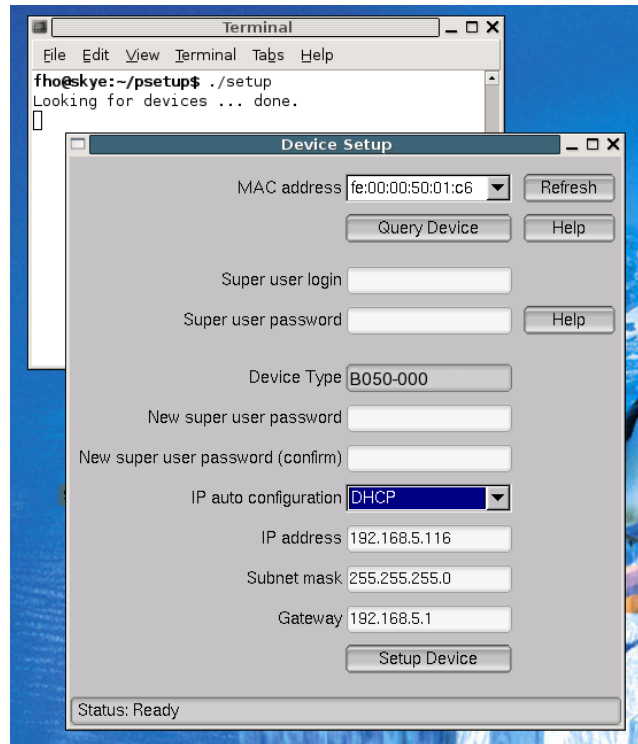 Terminal
File Edit View Terminal Tabs Help
fho@skye:~/psetup$ ./setup
Looking for devices ... done.
Device Setup
MAC address fe:00:00:50:01:c6 Refresh
Query Device Help
Super user login
Super user password Help
Device Type B050-000
New super user password
New super user password (confirm)
IP auto configuration DHCP
IP address 192.168.5.116
Subnet mask 255.255.255.0
Gateway 192.168.5.1
Setup Device
Status: Ready